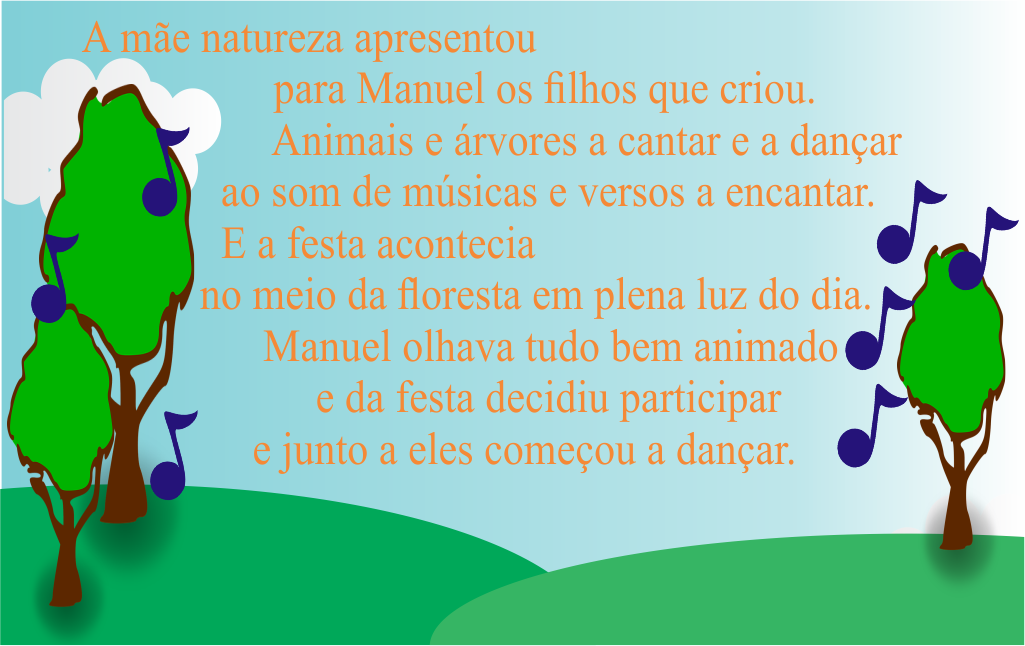 A mãe natureza apresentou
para Manuel os filhos que criou.
Animais e árvores a cantar e a dançar
ao som de músicas e versos a encantar.
E a festa acontecia
no meio da floresta em plena luz do dia.
Manuel olhava tudo bem animado
e da festa decidiu participar
e junto a eles começou a dançar.